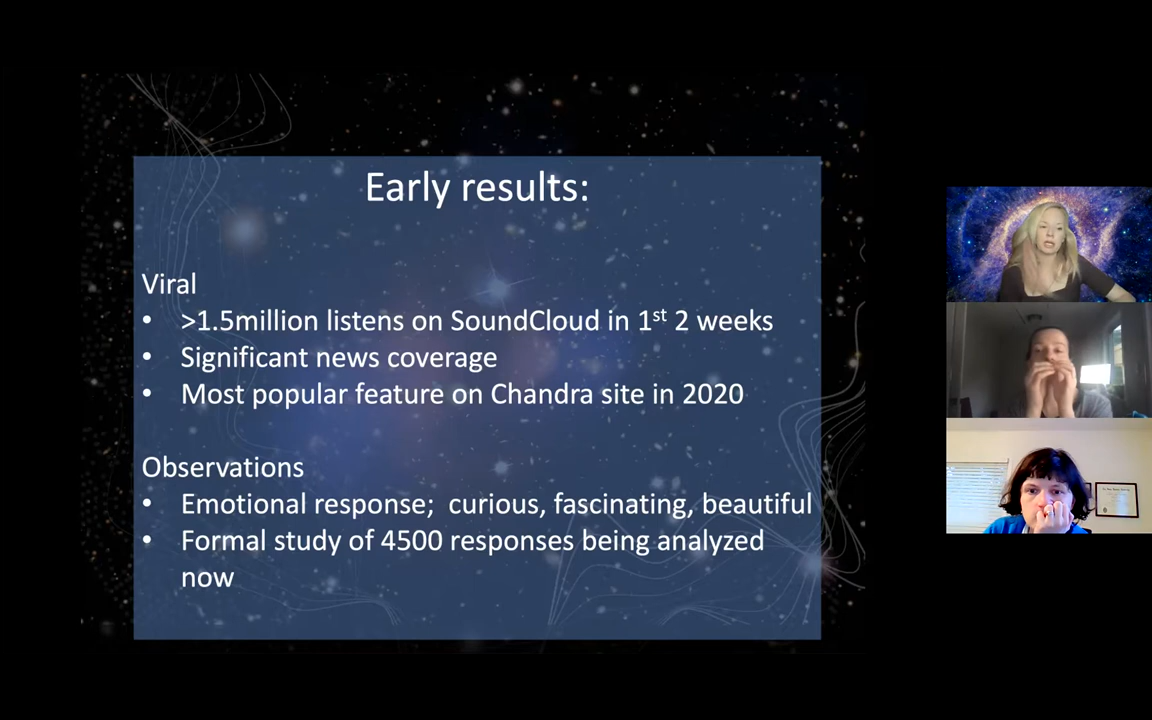 Early results:
Viral
• >1.5million listens on SoundCloud in 1st 2 weeks
• Significant news coverage
• Most popular feature on Chandra site in 2020
Observations
• Emotional response;  curious, fascinating, beautiful
• Formal study of 4500 responses being analyzed
now